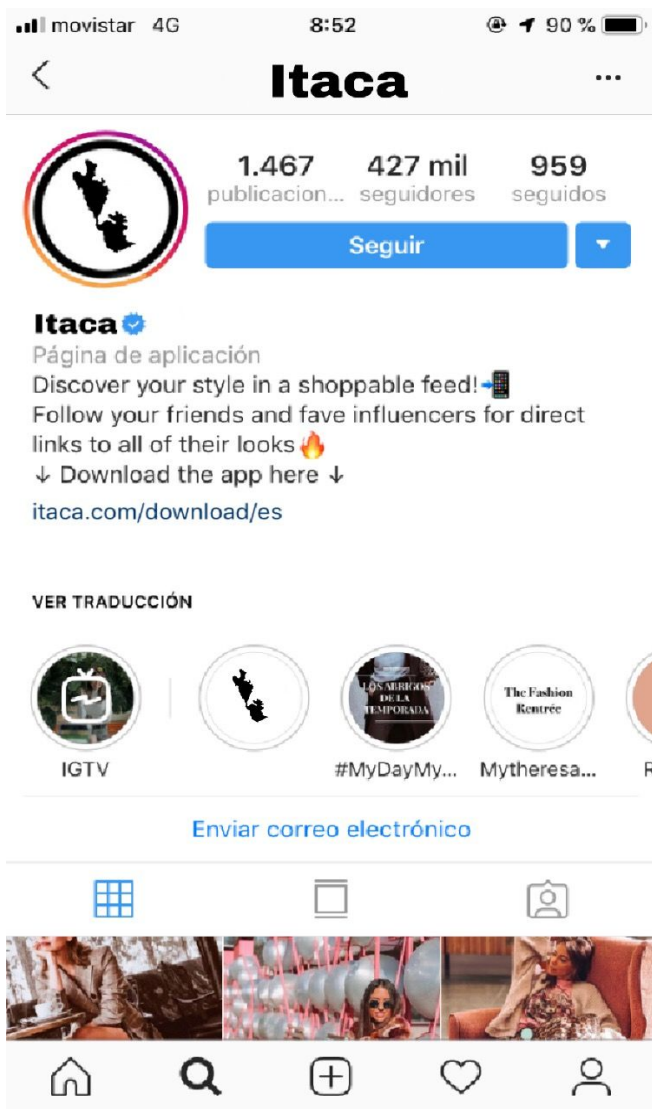 movistar 4G 8:52 90 %
Itaca
1.467 427 mil 959
publicacion... seguidores seguidos
Seguir
Itaca
Página de aplicación
Discover your style in a shoppable feed!
Follow your friends and fave influencers for direct
links to all of their looks
↓ Download the app here ↓
itaca.com/download/es
VER TRADUCCIÓN
LOS ABRIGOS
DE LA
TEMPORADA
The Fashion
Rentrée
IGTV #MyDayMy... Mytheresa... R
Enviar correo electrónico